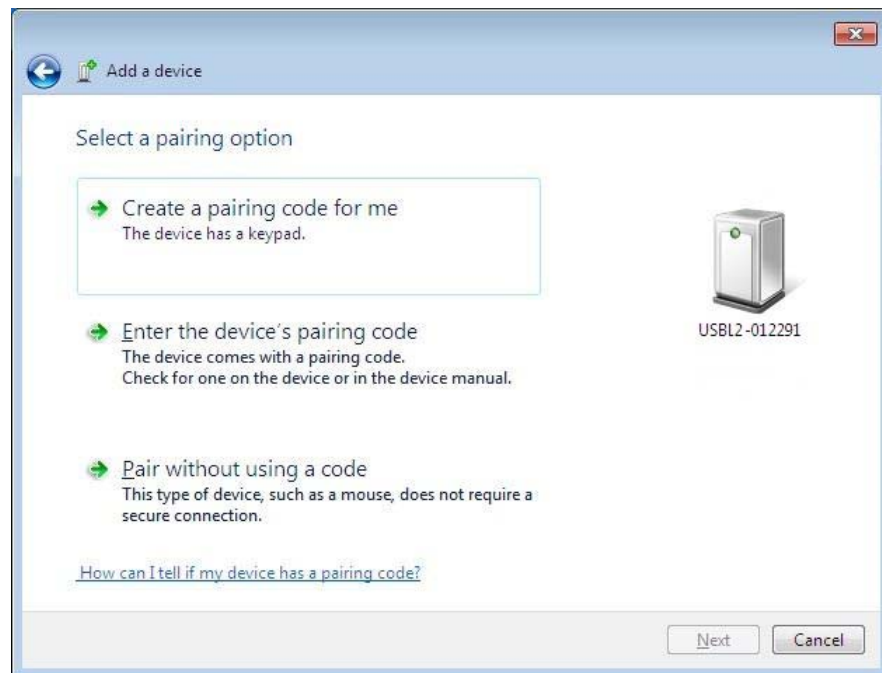 Add a device
Select a pairing option
Create a pairing code for me
The device has a keypad.
Enter the device's pairing code
The device comes with a pairing code.
Check for one on the device or in the device manual.
USBL2-012291
Pair without using a code
This type of device, such as a mouse, does not require a
secure connection.
How can I tell if my device has a pairing code?
Next
Cancel